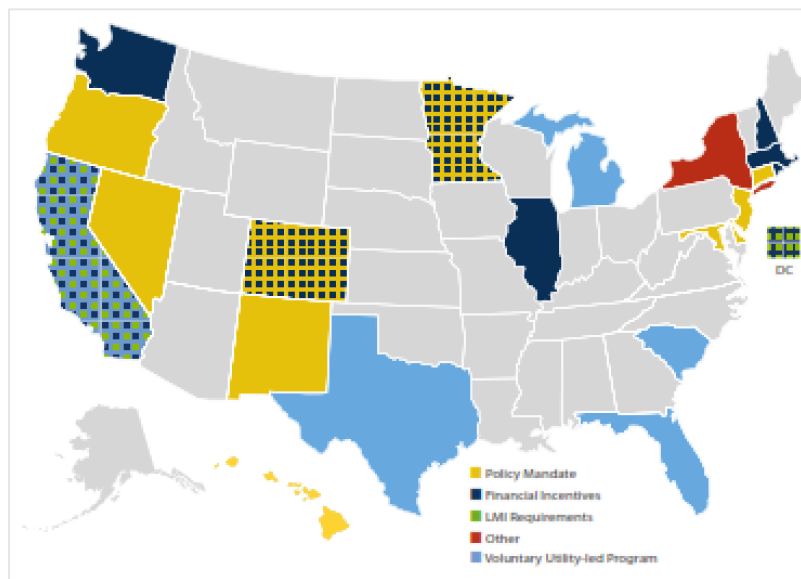 DC
Policy Mandate
Financial Incentives
LMI Requirements
Other
Voluntary Utility-led Program